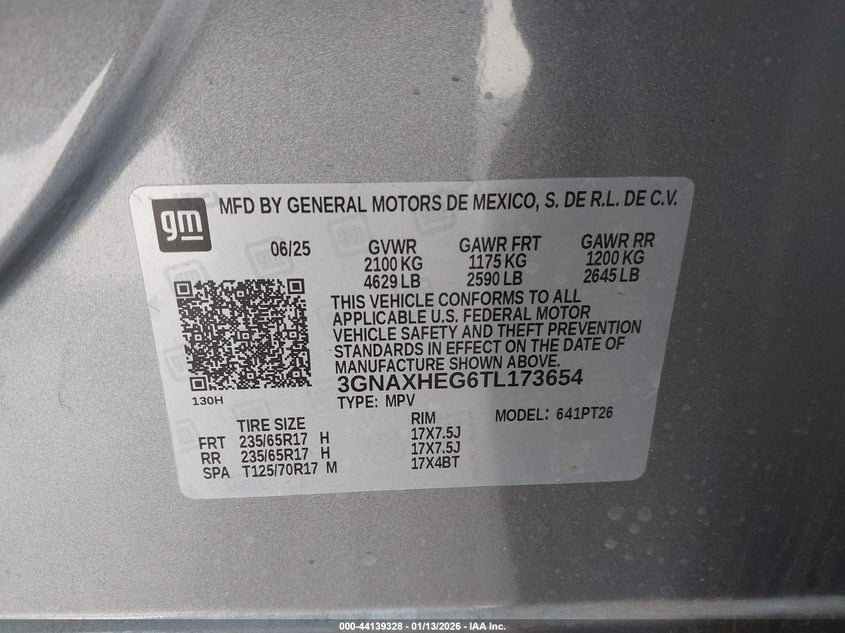 gm
MFD BY GENERAL MOTORS DE MEXICO, S. DE R.L. DE C.V.
06/25 GVWR GAWR FRT GAWR RR
2100 KG 1175 KG 1200 KG
4629 LB 2590 LB 2645 LB
THIS VEHICLE CONFORMS TO ALL
APPLICABLE U.S. FEDERAL MOTOR
VEHICLE SAFETY AND THEFT PREVENTION
STANDARDS IN EFFECT ON THE DATE OF
MANUFACTURE SHOWN ABOVE.
3GNAXHEG6TL173654
130H
TYPE: MPV MODEL: 641PT26
TIRE SIZE RIM
FRT 235/65R17 H 17X7.5J
RR 235/65R17 H 17X7.5J
SPA T125/70R17 M 17X4BT
000-44139328 - 01/13/2026 - IAA Inc.